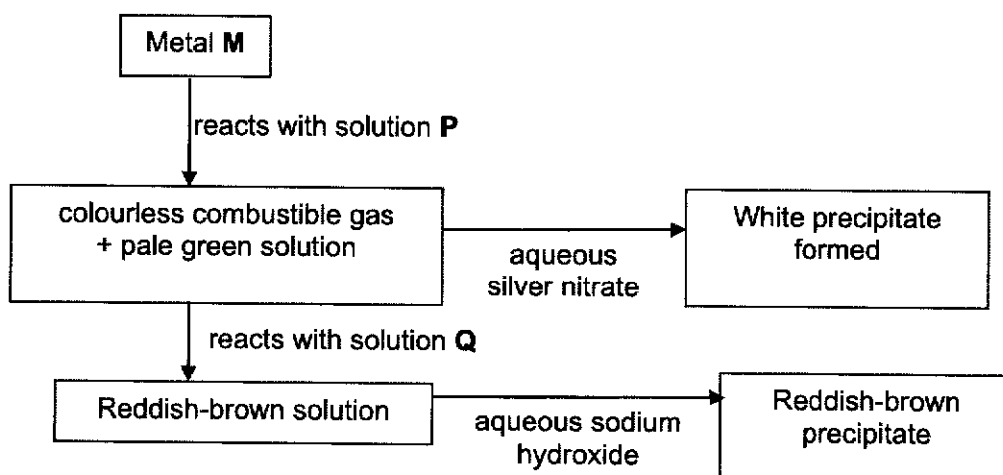 Metal M
reacts with solution P
colourless combustible gas
+ pale green solution
aqueous
silver nitrate
White precipitate
formed
reacts with solution Q
Reddish-brown solution
aqueous sodium
hydroxide
Reddish-brown
precipitate